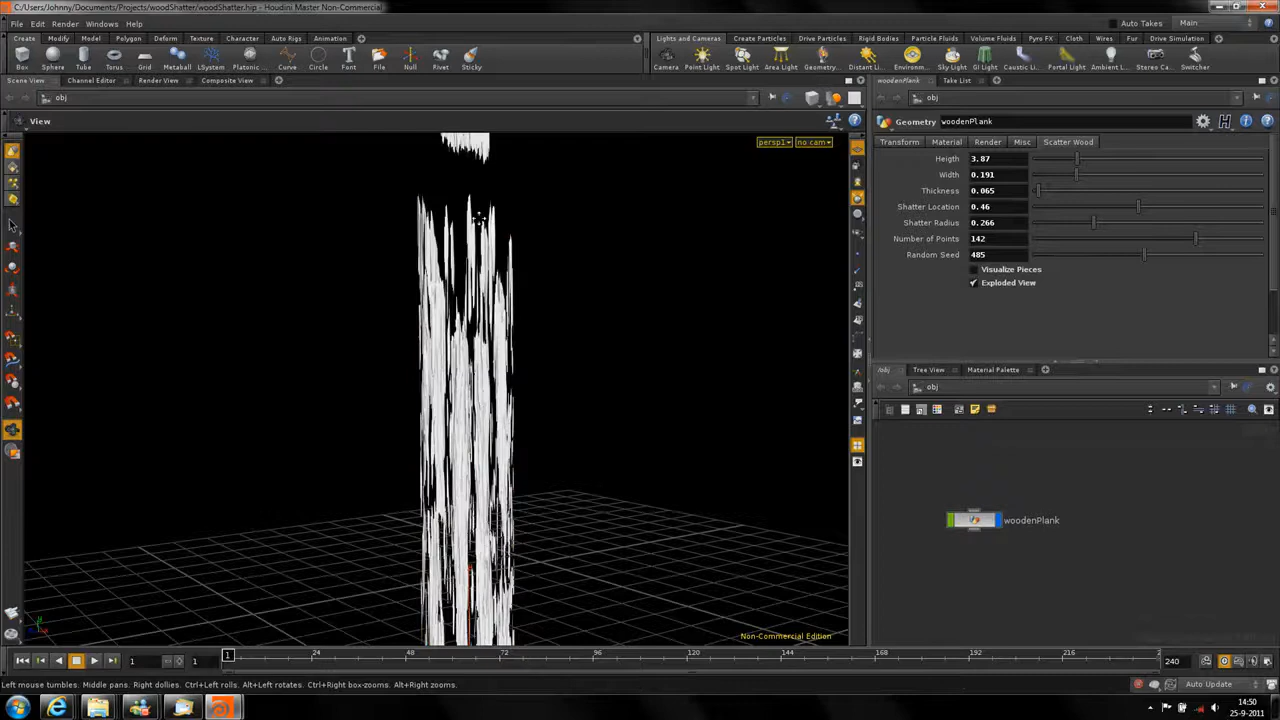 C:/Users/Johnny/Documents/Projects/woodShatter/woodShatter.hip - Houdini Master Non-Commercial
File Edit Render Windows Help
Auto Takes Main
Create Modify Model Polygon Deform Texture Character Auto Rigs Animation
Lights and Cameras Create Particles Drive Particles Rigid Bodies Particle Fluids Volume Fluids Pyro FX Cloth Wires Fur Drive Simulation
Box Sphere Tube Torus Grid Metaball LSystem Platonic ... Curve Circle Font File Null Rivet Sticky
Camera Point Light Spot Light Area Light Geometry... Distant Li... Environm... Sky Light GI Light Caustic Li... Portal Light Ambient L... Stereo Ca... Switcher
Scene View Channel Editor Render View Composite View
woodenPlank Take List
obj
obj
View
Geometry woodenPlank
persp1 no cam
Transform Material Render Misc Scatter Wood
Heigth 3.87
Width 0.191
Thickness 0.065
Shatter Location 0.46
Shatter Radius 0.266
Number of Points 142
Random Seed 485
Visualize Pieces
Exploded View
/obj Tree View Material Palette
obj
woodenPlank
Non-Commercial Edition
1 1 1 24 48 72 96 120 144 168 192 216 2 240
Left mouse tumbles. Middle pans. Right dollies. Ctrl+Left rolls. Alt+Left rotates. Ctrl+Right box-zooms. Alt+Right zooms.
Auto Update
14:50
25-9-2011